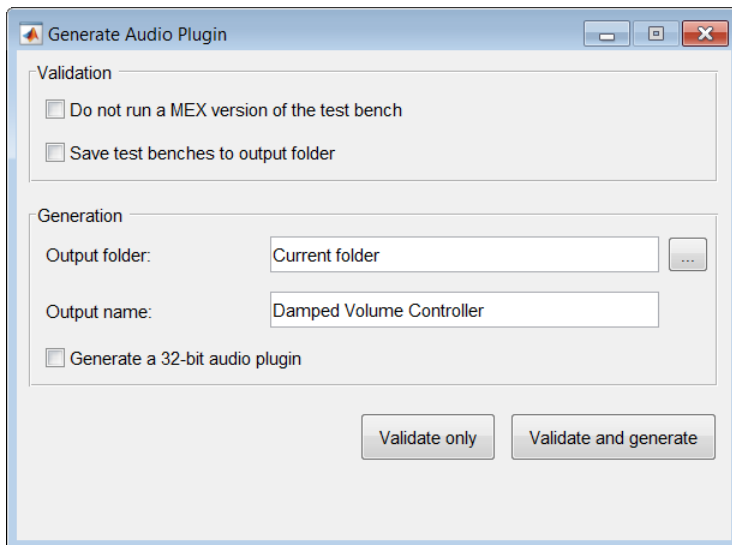 Generate Audio Plugin
Validation
Do not run a MEX version of the test bench
Save test benches to output folder
Generation
Output folder: Current folder ...
Output name: Damped Volume Controller
Generate a 32-bit audio plugin
Validate only Validate and generate